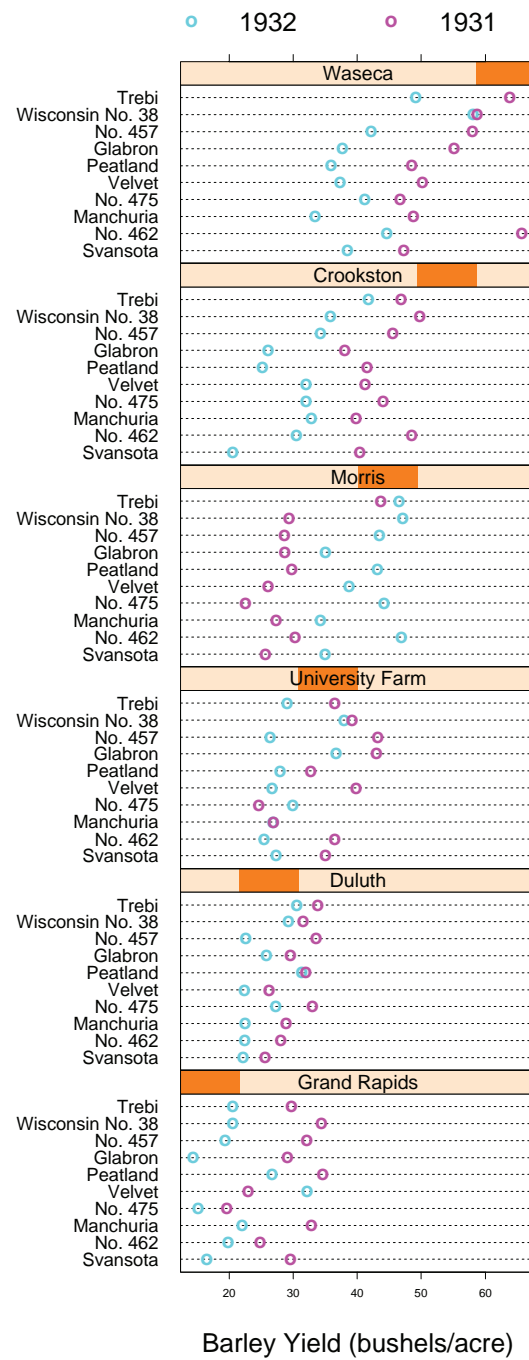 1932 1931
Waseca
Trebi
Wisconsin No. 38
No. 457
Glabron
Peatland
Velvet
No. 475
Manchuria
No. 462
Svansota
Crookston
Trebi
Wisconsin No. 38
No. 457
Glabron
Peatland
Velvet
No. 475
Manchuria
No. 462
Svansota
Morris
Trebi
Wisconsin No. 38
No. 457
Glabron
Peatland
Velvet
No. 475
Manchuria
No. 462
Svansota
University Farm
Trebi
Wisconsin No. 38
No. 457
Glabron
Peatland
Velvet
No. 475
Manchuria
No. 462
Svansota
Duluth
Trebi
Wisconsin No. 38
No. 457
Glabron
Peatland
Velvet
No. 475
Manchuria
No. 462
Svansota
Grand Rapids
Trebi
Wisconsin No. 38
No. 457
Glabron
Peatland
Velvet
No. 475
Manchuria
No. 462
Svansota
20 30 40 50 60
Barley Yield (bushels/acre)